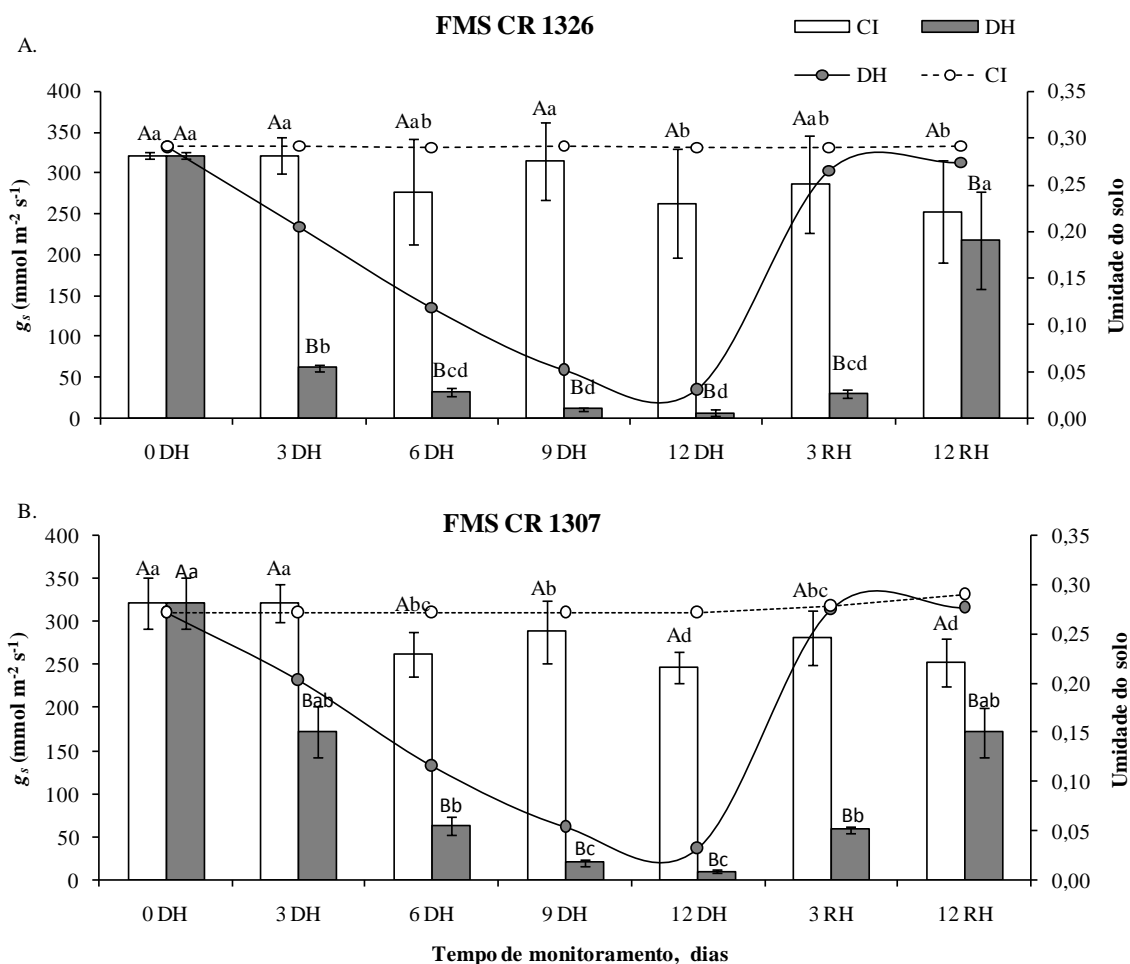 FMS CR 1326
CI DH
A.
DH CI
400 0,35
Aa Aa Aa Aab Aa Ab Aab Ab
350 0,30
300 0,25
Ba
250 0,20
200
150 0,15
100 0,10
Bb Bcd Bd Bd Bcd
50 0,05
0 0,00
gs (mmol m-2 s-1)
Umidade do solo
0 DH 3 DH 6 DH 9 DH 12 DH 3 RH 12 RH
B.
FMS CR 1307
400 0,35
Aa Aa Aa Abc Ab Ad Abc Ad
350 0,30
300 0,25
250 0,20
Bab Bab
200
150 0,15
100 0,10
Bb Bc Bc Bb
50 0,05
0 0,00
gs (mmol m-2 s-1)
Umidade do solo
0 DH 3 DH 6 DH 9 DH 12 DH 3 RH 12 RH
Tempo de monitoramento, dias